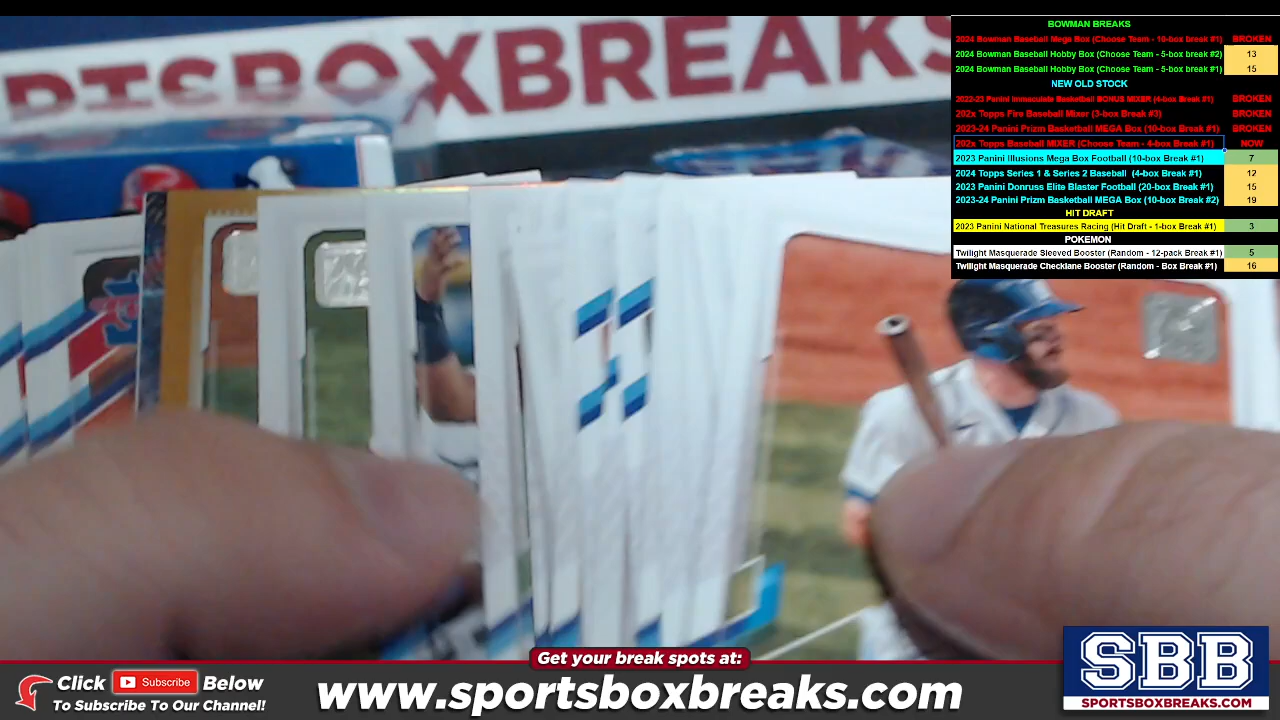 DISB BREAKS
BOWMAN BREAKS
2024 Bowman Baseball Mega Box (Choose Team - 10-box break #1) BROKEN
2024 Bowman Baseball Hobby Box (Choose Team - 5-box break #2) 13
2024 Bowman Baseball Hobby Box (Choose Team - 5-box break #1) 15
NEW OLD STOCK
2022-23 Panini Immaculate Basketball BONUS MIXER (4-box Break #1) BROKEN
202x Topps Fire Baseball Mixer (3-box Break #3) BROKEN
2023-24 Panini Prizm Basketball MEGA Box (10-box Break #1) BROKEN
202x Topps Baseball MIXER (Choose Team - 4-box Break #1) NOW
2023 Panini Illusions Mega Box Football (10-box Break #1) 7
2024 Topps Series 1 & Series 2 Baseball (4-box Break #1) 12
2023 Panini Donruss Elite Blaster Football (20-box Break #1) 15
2023-24 Panini Prizm Basketball MEGA Box (10-box Break #2) 19
HIT DRAFT
2023 Panini National Treasures Racing (Hit Draft - 1-box Break #1) 3
POKEMON
Twilight Masquerade Sleeved Booster (Random - 12-pack Break #1) 5
Twilight Masquerade Checklane Booster (Random - Box Break #1) 16
Get your break spots at:
Click Subscribe Below
To Subscribe To Our Channel!
www.sportsboxbreaks.com
SBB
SPORTSBOXBREAKS.COM